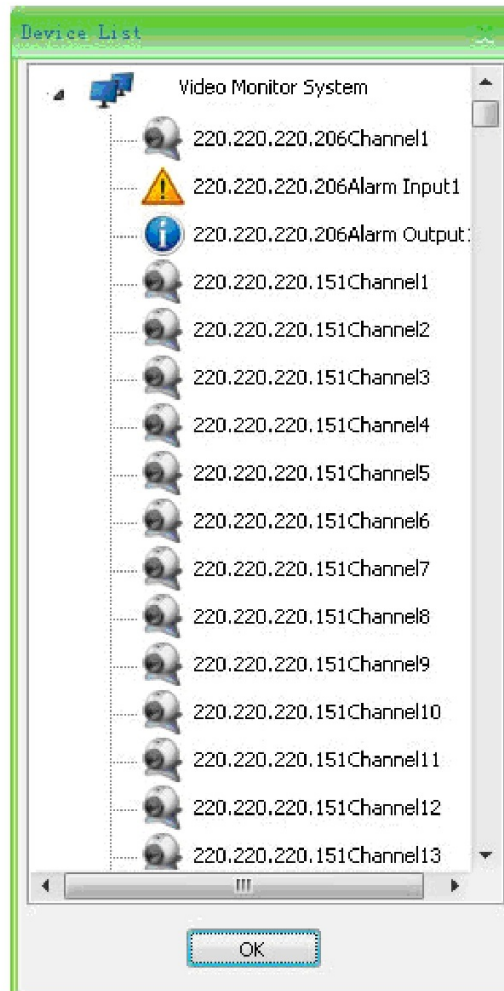 Device List
Video Monitor System
220.220.220.206Channel1
220.220.220.206Alarm Input1
220.220.220.206Alarm Output1
220.220.220.151Channel1
220.220.220.151Channel2
220.220.220.151Channel3
220.220.220.151Channel4
220.220.220.151Channel5
220.220.220.151Channel6
220.220.220.151Channel7
220.220.220.151Channel8
220.220.220.151Channel9
220.220.220.151Channel10
220.220.220.151Channel11
220.220.220.151Channel12
220.220.220.151Channel13
OK